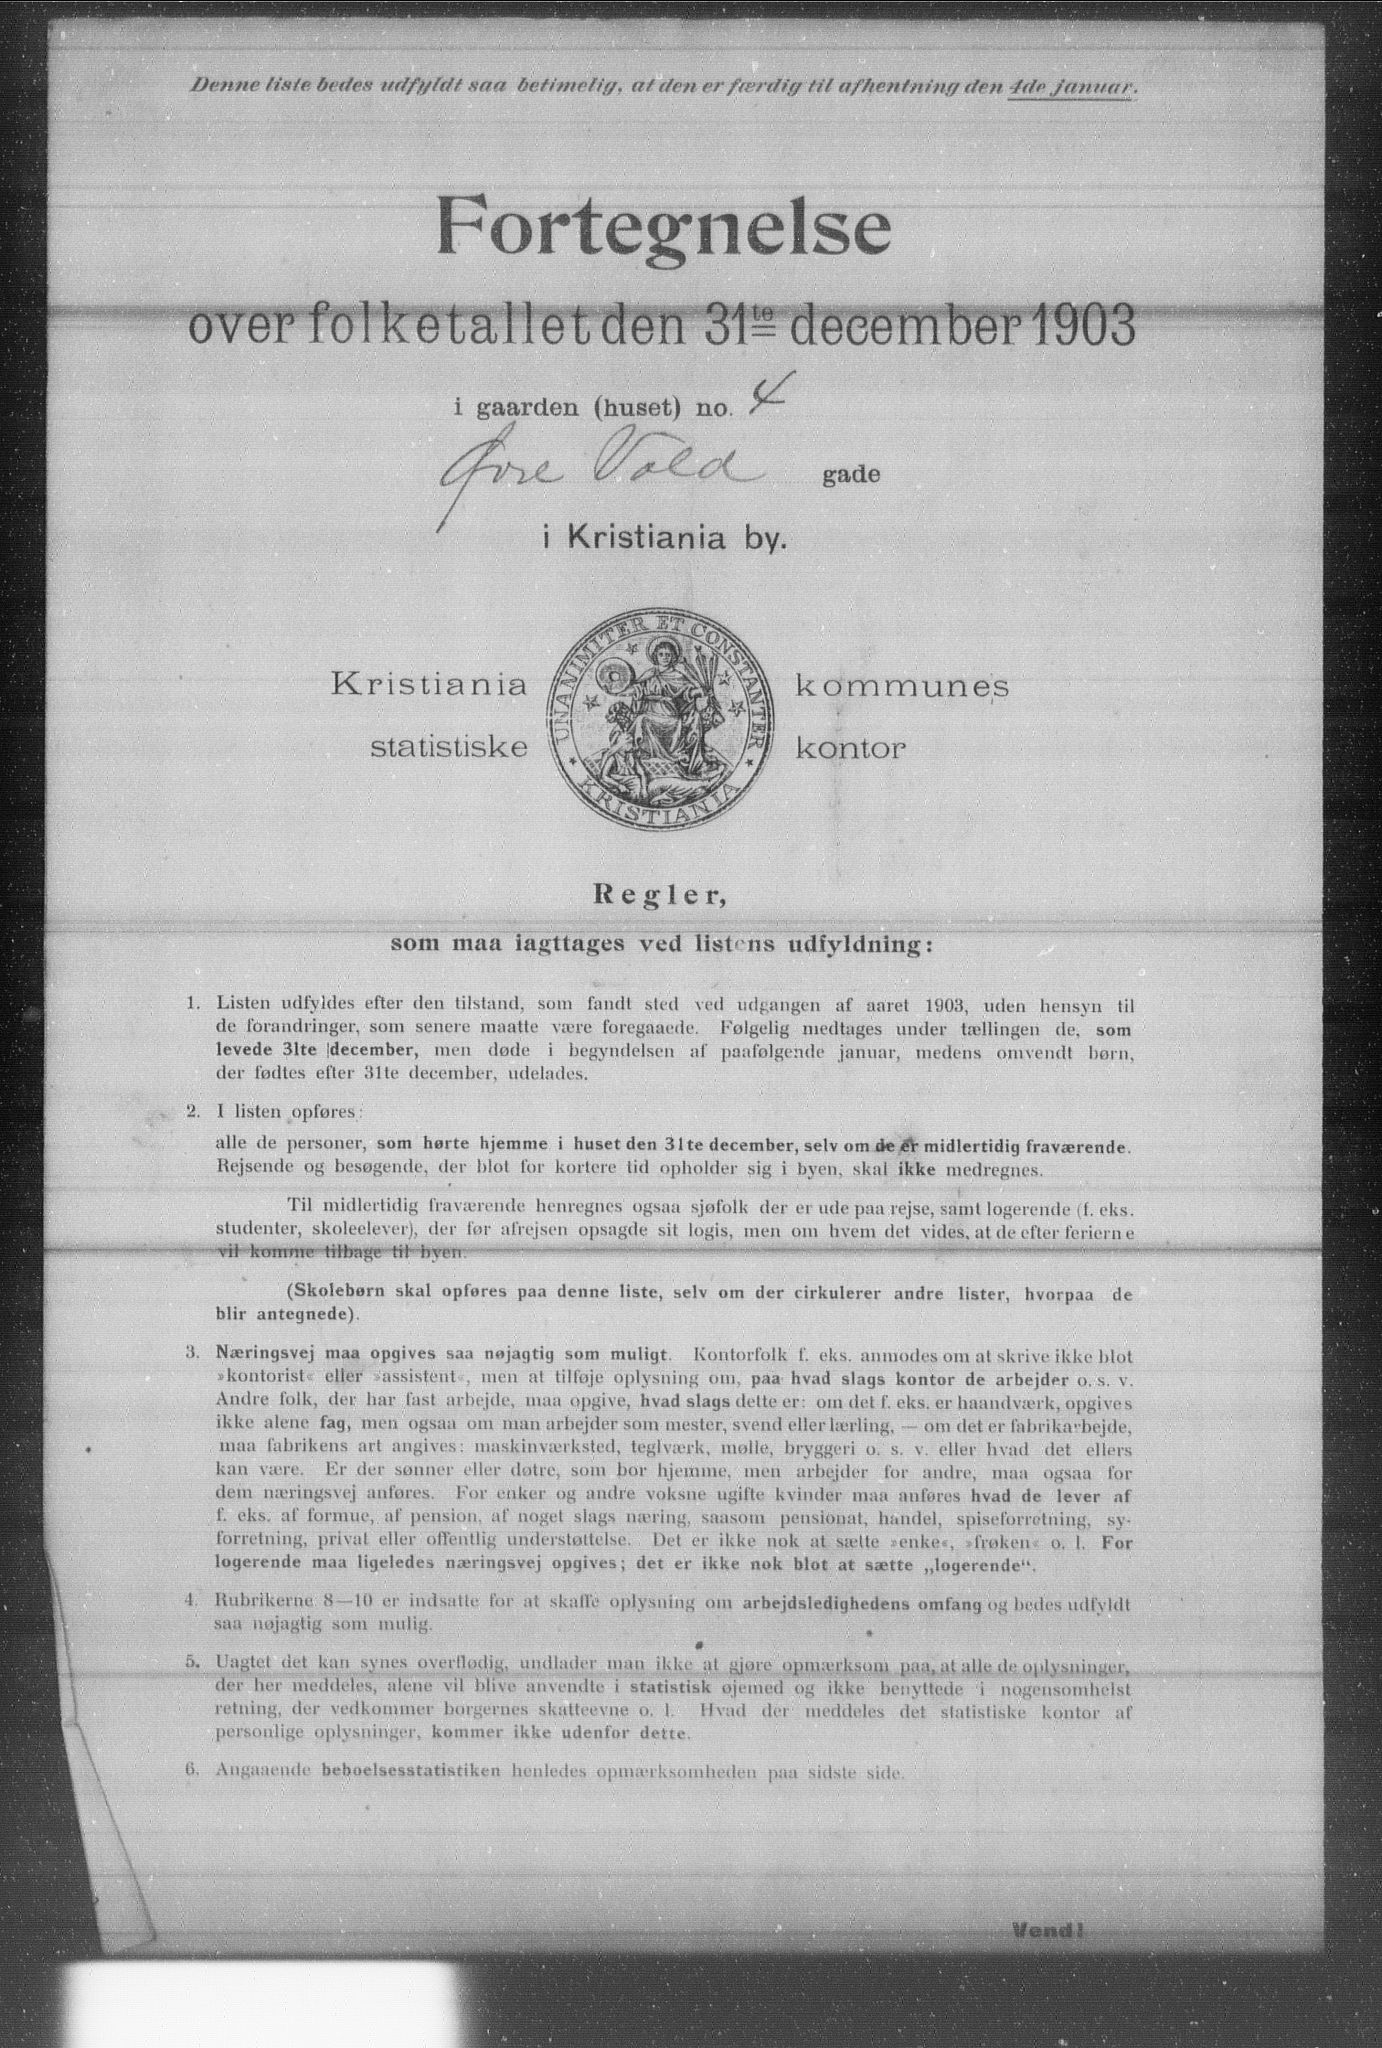 Denne liste bedes udfyldt saa betimelig, at den er færdig til afhentning den 4de januar.
Fortegnelse
over folketallet den 31te december 1903
i gaarden (huset) no. 4
Øvre Vold gade
i Kristiania by.
Kristiania kommunes
statistiske kontor
UNANIMITER ET CONSTANTER
KRISTIANIA
Regler,
som maa iagttages ved listens udfyldning:
1. Listen udfyldes efter den tilstand, som fandt sted ved udgangen af aaret 1903, uden hensyn til
de forandringer, som senere maatte være foregaaede. Følgelig medtages under tællingen de, som
levede 31te december, men døde i begyndelsen af paafølgende januar, medens omvendt børn,
der fødtes efter 31te december, udelades.
2. I listen opføres:
alle de personer, som hørte hjemme i huset den 31te december, selv om de er midlertidig fraværende.
Rejsende og besøgende, der blot for kortere tid opholder sig i byen, skal ikke medregnes.
Til midlertidig fraværende henregnes ogsaa sjøfolk der er ude paa rejse, samt logerende (f. eks.
studenter, skoleelever), der før afrejsen opsagde sit logis, men om hvem det vides, at de efter ferierne
vil komme tilbage til byen.
(Skolebørn skal opføres paa denne liste, selv om der cirkulerer andre lister, hvorpaa de
blir antegnede).
3. Næringsvej maa opgives saa nøjagtig som muligt. Kontorfolk f. eks. anmodes om at skrive ikke blot
»kontorist« eller »assistent«, men at tilføje oplysning om, paa hvad slags kontor de arbejder o. s. v.
Andre folk, der har fast arbejde, maa opgive, hvad slags dette er: om det f. eks. er haandværk, opgives
ikke alene fag, men ogsaa om man arbejder som mester, svend eller lærling, — om det er fabrikarbejde,
maa fabrikens art angives: maskinværksted, teglværk, mølle, bryggeri o. s. v. eller hvad det ellers
kan være. Er der sønner eller døtre, som bor hjemme, men arbejder for andre, maa ogsaa for
dem næringsvej anføres. For enker og andre voksne ugifte kvinder maa anføres hvad de lever af
f. eks. af formue, af pension, af noget slags næring, saasom pensionat, handel, spiseforretning, sy-
forretning, privat eller offentlig understøttelse. Det er ikke nok at sætte »enke«, »frøken« o. l. For
logerende maa ligeledes næringsvej opgives; det er ikke nok blot at sætte „logerende“.
4. Rubrikerne 8—10 er indsatte for at skaffe oplysning om arbejdsledighedens omfang og bedes udfyldt
saa nøjagtig som mulig.
5. Uagtet det kan synes overflødig, undlader man ikke at gjøre opmærksom paa, at alle de oplysninger,
der her meddeles, alene vil blive anvendte i statistisk øjemed og ikke benyttede i nogensomhelst
retning, der vedkommer borgernes skatteevne o. l. Hvad der meddeles det statistiske kontor af
personlige oplysninger, kommer ikke udenfor dette.
6. Angaaende beboelsesstatistiken henledes opmærksomheden paa sidste side.
Vend!